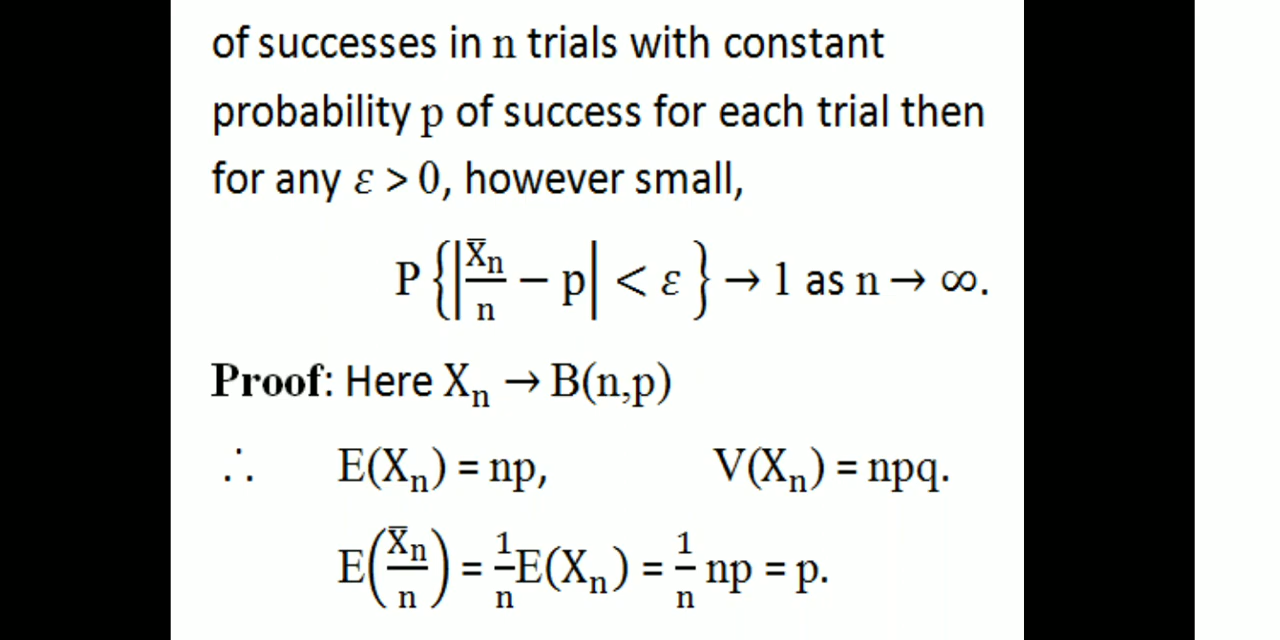 of successes in n trials with constant
probability p of success for each trial then
for any ε > 0, however small,
P{|X̅n/n − p| < ε} → 1 as n → ∞.
Proof: Here Xn → B(n,p)
∴ E(Xn) = np, V(Xn) = npq.
E(X̅n/n) = 1/n E(Xn) = 1/n np = p.